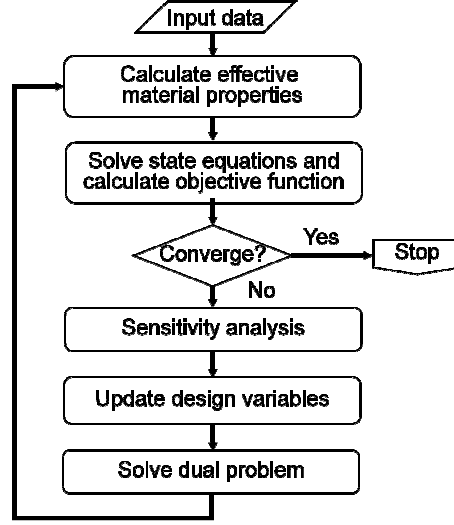 Input data
Calculate effective
material properties
Solve state equations and
calculate objective function
Converge?
Yes
Stop
No
Sensitivity analysis
Update design variables
Solve dual problem